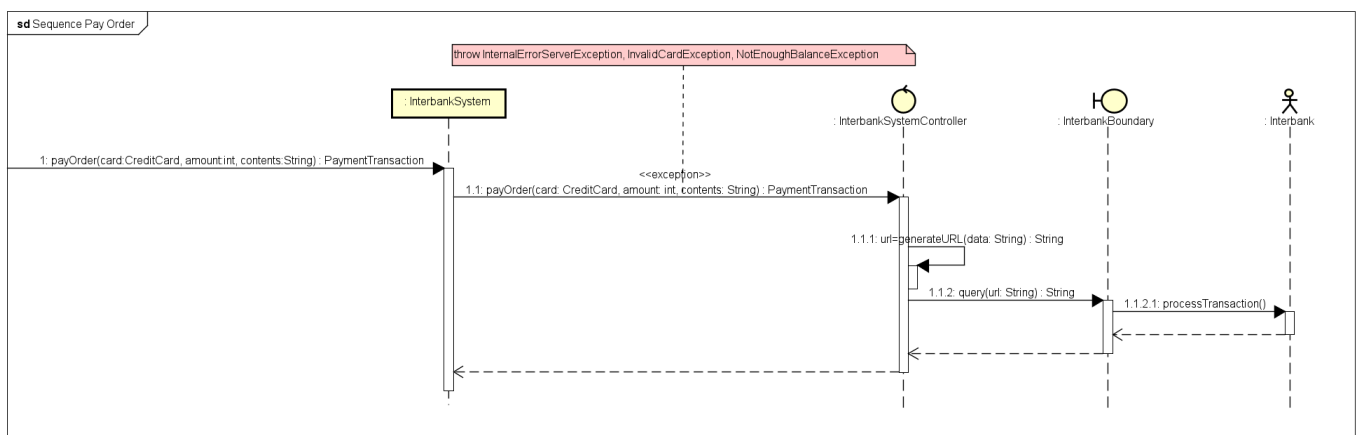 sd Sequence Pay Order
throw InternalErrorServerException, InvalidCardException, NotEnoughBalanceException
: InterbankSystem
: InterbankSystemController
: InterbankBoundary
: Interbank
1: payOrder(card:CreditCard, amount:int, contents:String) : PaymentTransaction
<<exception>>
1.1: payOrder(card: CreditCard, amount: int, contents: String) : PaymentTransaction
1.1.1: url=generateURL(data: String) : String
1.1.2: query(url: String) : String
1.1.2.1: processTransaction()